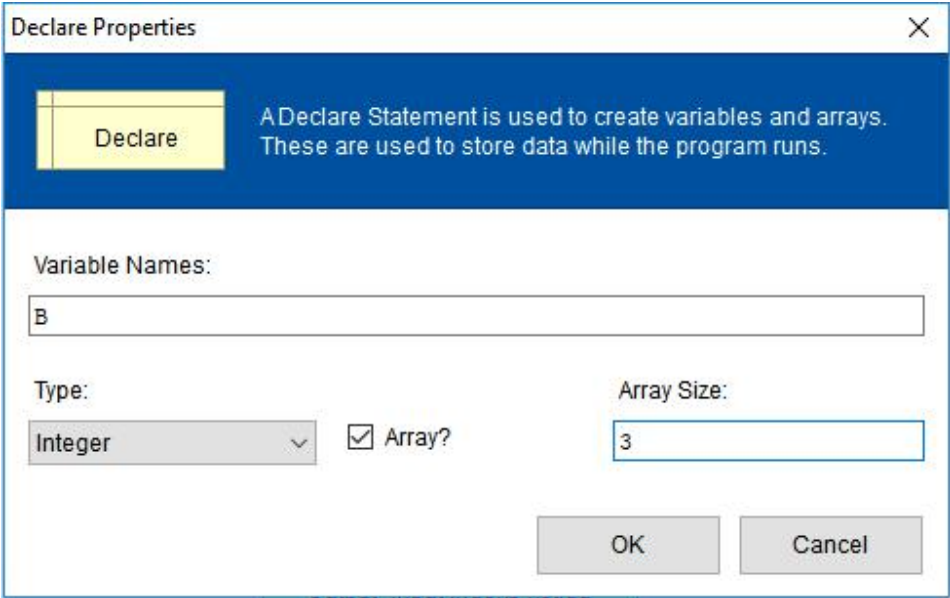 Declare Properties
Declare
A Declare Statement is used to create variables and arrays.
These are used to store data while the program runs.
Variable Names:
B
Type:
Array Size:
Integer
Array?
3
OK
Cancel